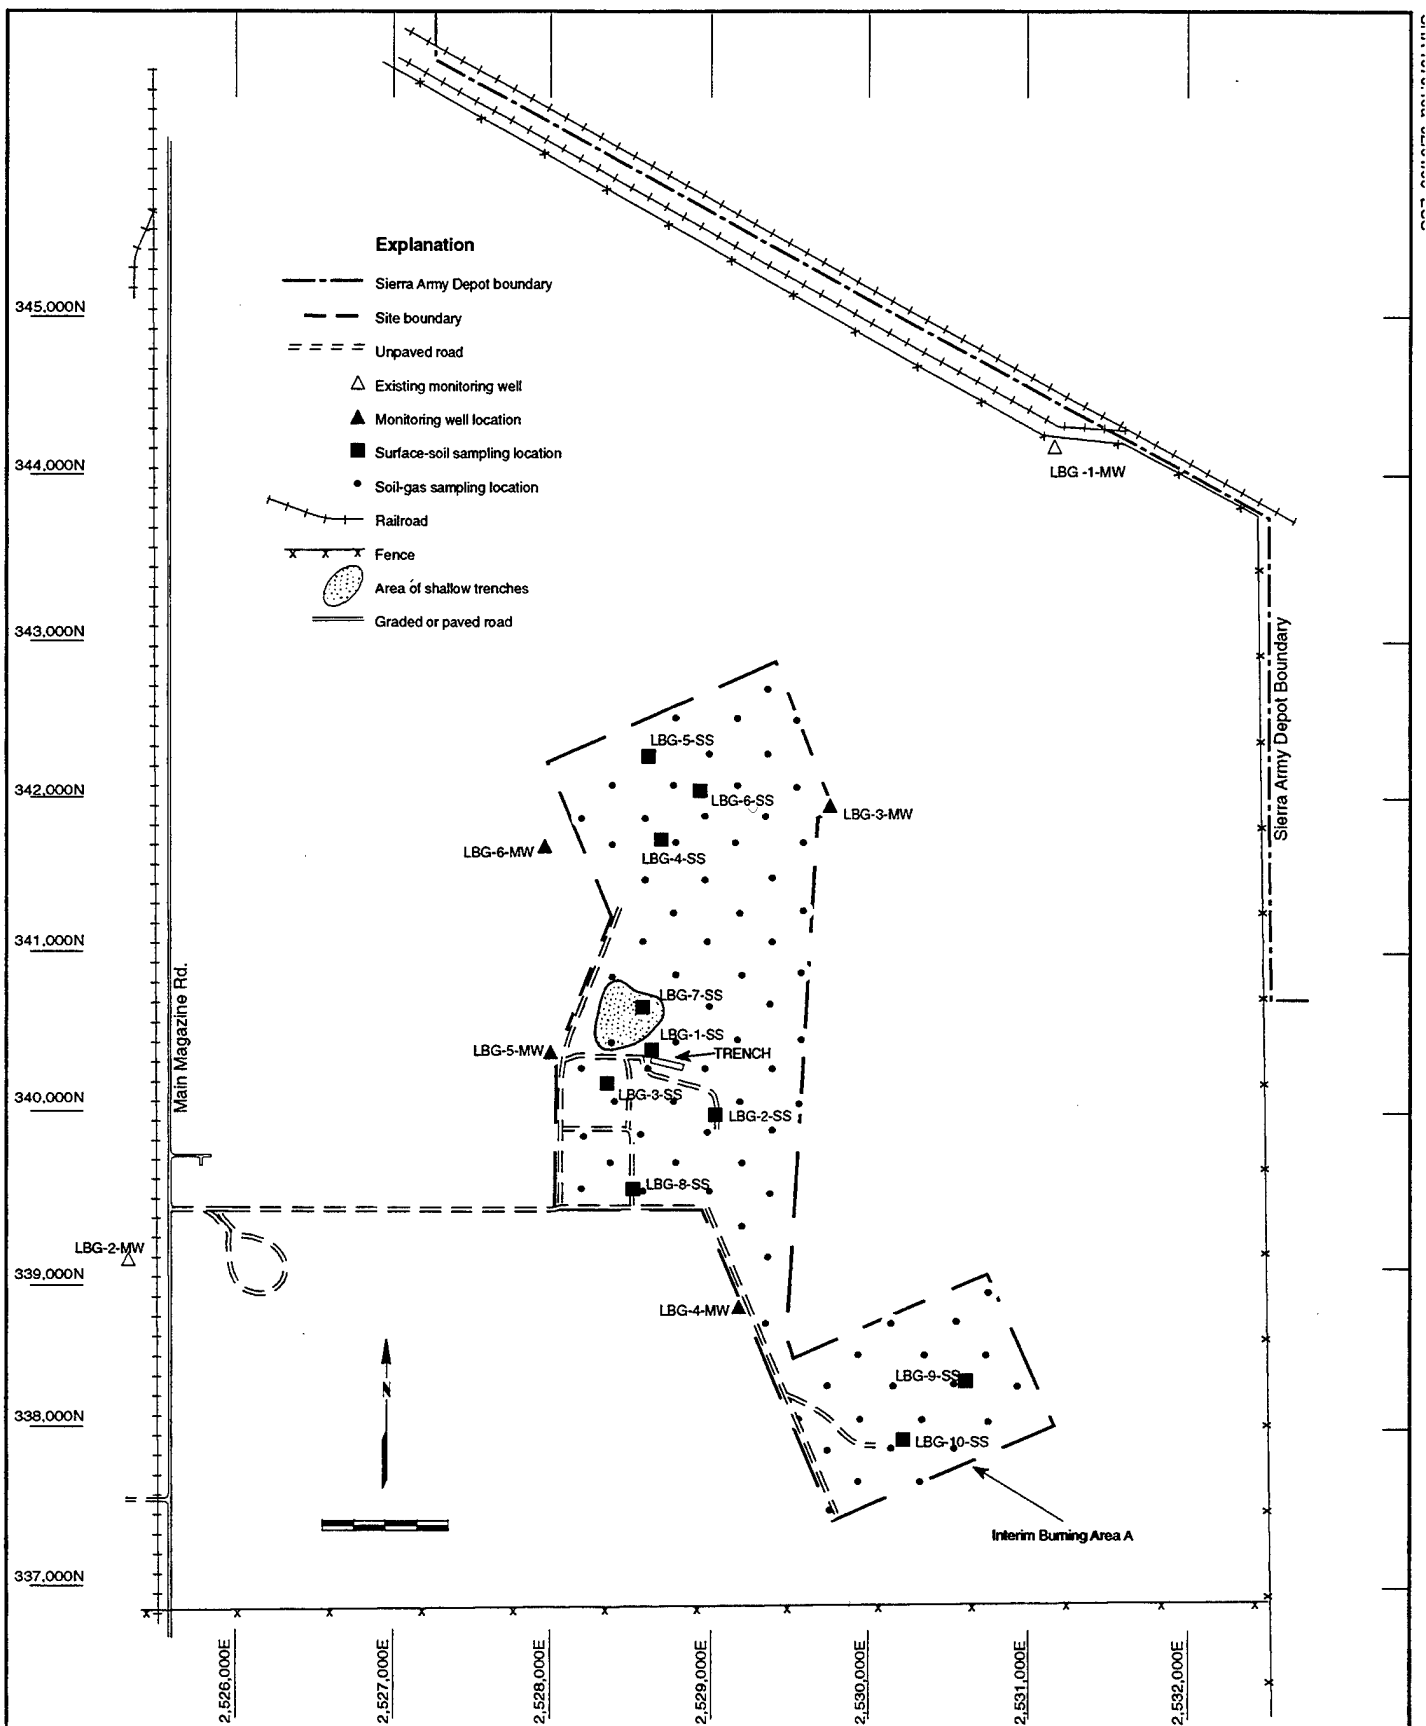 Explanation
Sierra Army Depot boundary
Site boundary
Unpaved road
Existing monitoring well
Monitoring well location
Surface-soil sampling location
Soil-gas sampling location
Railroad
Fence
Area of shallow trenches
Graded or paved road
345,000N
344,000N
343,000N
342,000N
341,000N
340,000N
339,000N
338,000N
337,000N
LBG -1-MW
Sierra Army Depot Boundary
LBG-5-SS
LBG-6-SS
LBG-3-MW
LBG-6-MW
LBG-4-SS
Main Magazine Rd.
LBG-7-SS
LBG-1-SS
LBG-5-MW
TRENCH
LBG-3-SS
LBG-2-SS
LBG-8-SS
LBG-2-MW
LBG-4-MW
LBG-9-SS
LBG-10-SS
N
Interim Burning Area A
2,526,000E
2,527,000E
2,528,000E
2,529,000E
2,530,000E
2,531,000E
2,532,000E